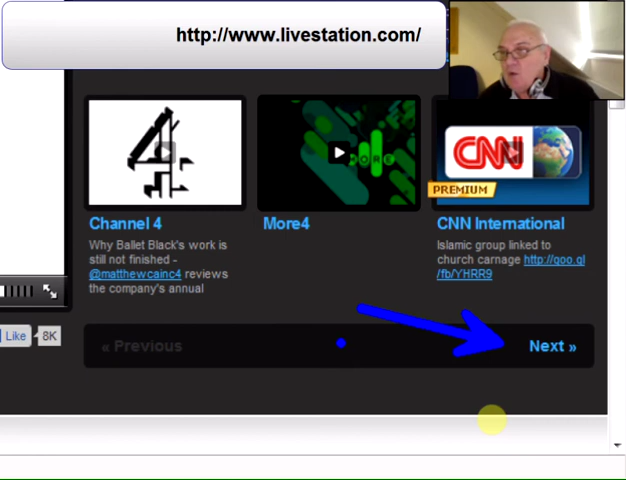 http://www.livestation.com/
4
MORE
CNN
PREMIUM
Channel 4
More4
CNN International
Why Ballet Black's work is
still not finished -
@matthewcainc4 reviews
the company's annual
Islamic group linked to
church carnage http://goo.gl
/fb/YHRR9
Like
8K
« Previous
Next »